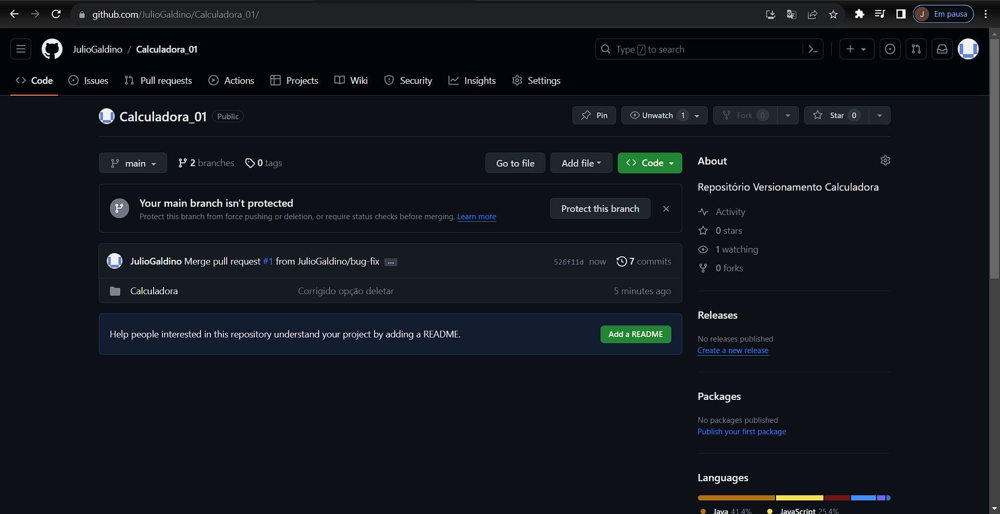 github.com/JulioGaldino/Calculadora_01/
J Em pausa
JulioGaldino / Calculadora_01
Type / to search
Code Issues Pull requests Actions Projects Wiki Security Insights Settings
Calculadora_01 Public
Pin Unwatch 1 Fork 0 Star 0
main 2 branches 0 tags Go to file Add file Code
Your main branch isn't protected
Protect this branch from force pushing or deletion, or require status checks before merging. Learn more
Protect this branch
JulioGaldino Merge pull request #1 from JulioGaldino/bug-fix ... 526f11d now 7 commits
Calculadora Corrigido opção deletar 5 minutes ago
Help people interested in this repository understand your project by adding a README. Add a README
About
Repositório Versionamento Calculadora
Activity
0 stars
1 watching
0 forks
Releases
No releases published
Create a new release
Packages
No packages published
Publish your first package
Languages
Java 41.4% JavaScript 25.4%